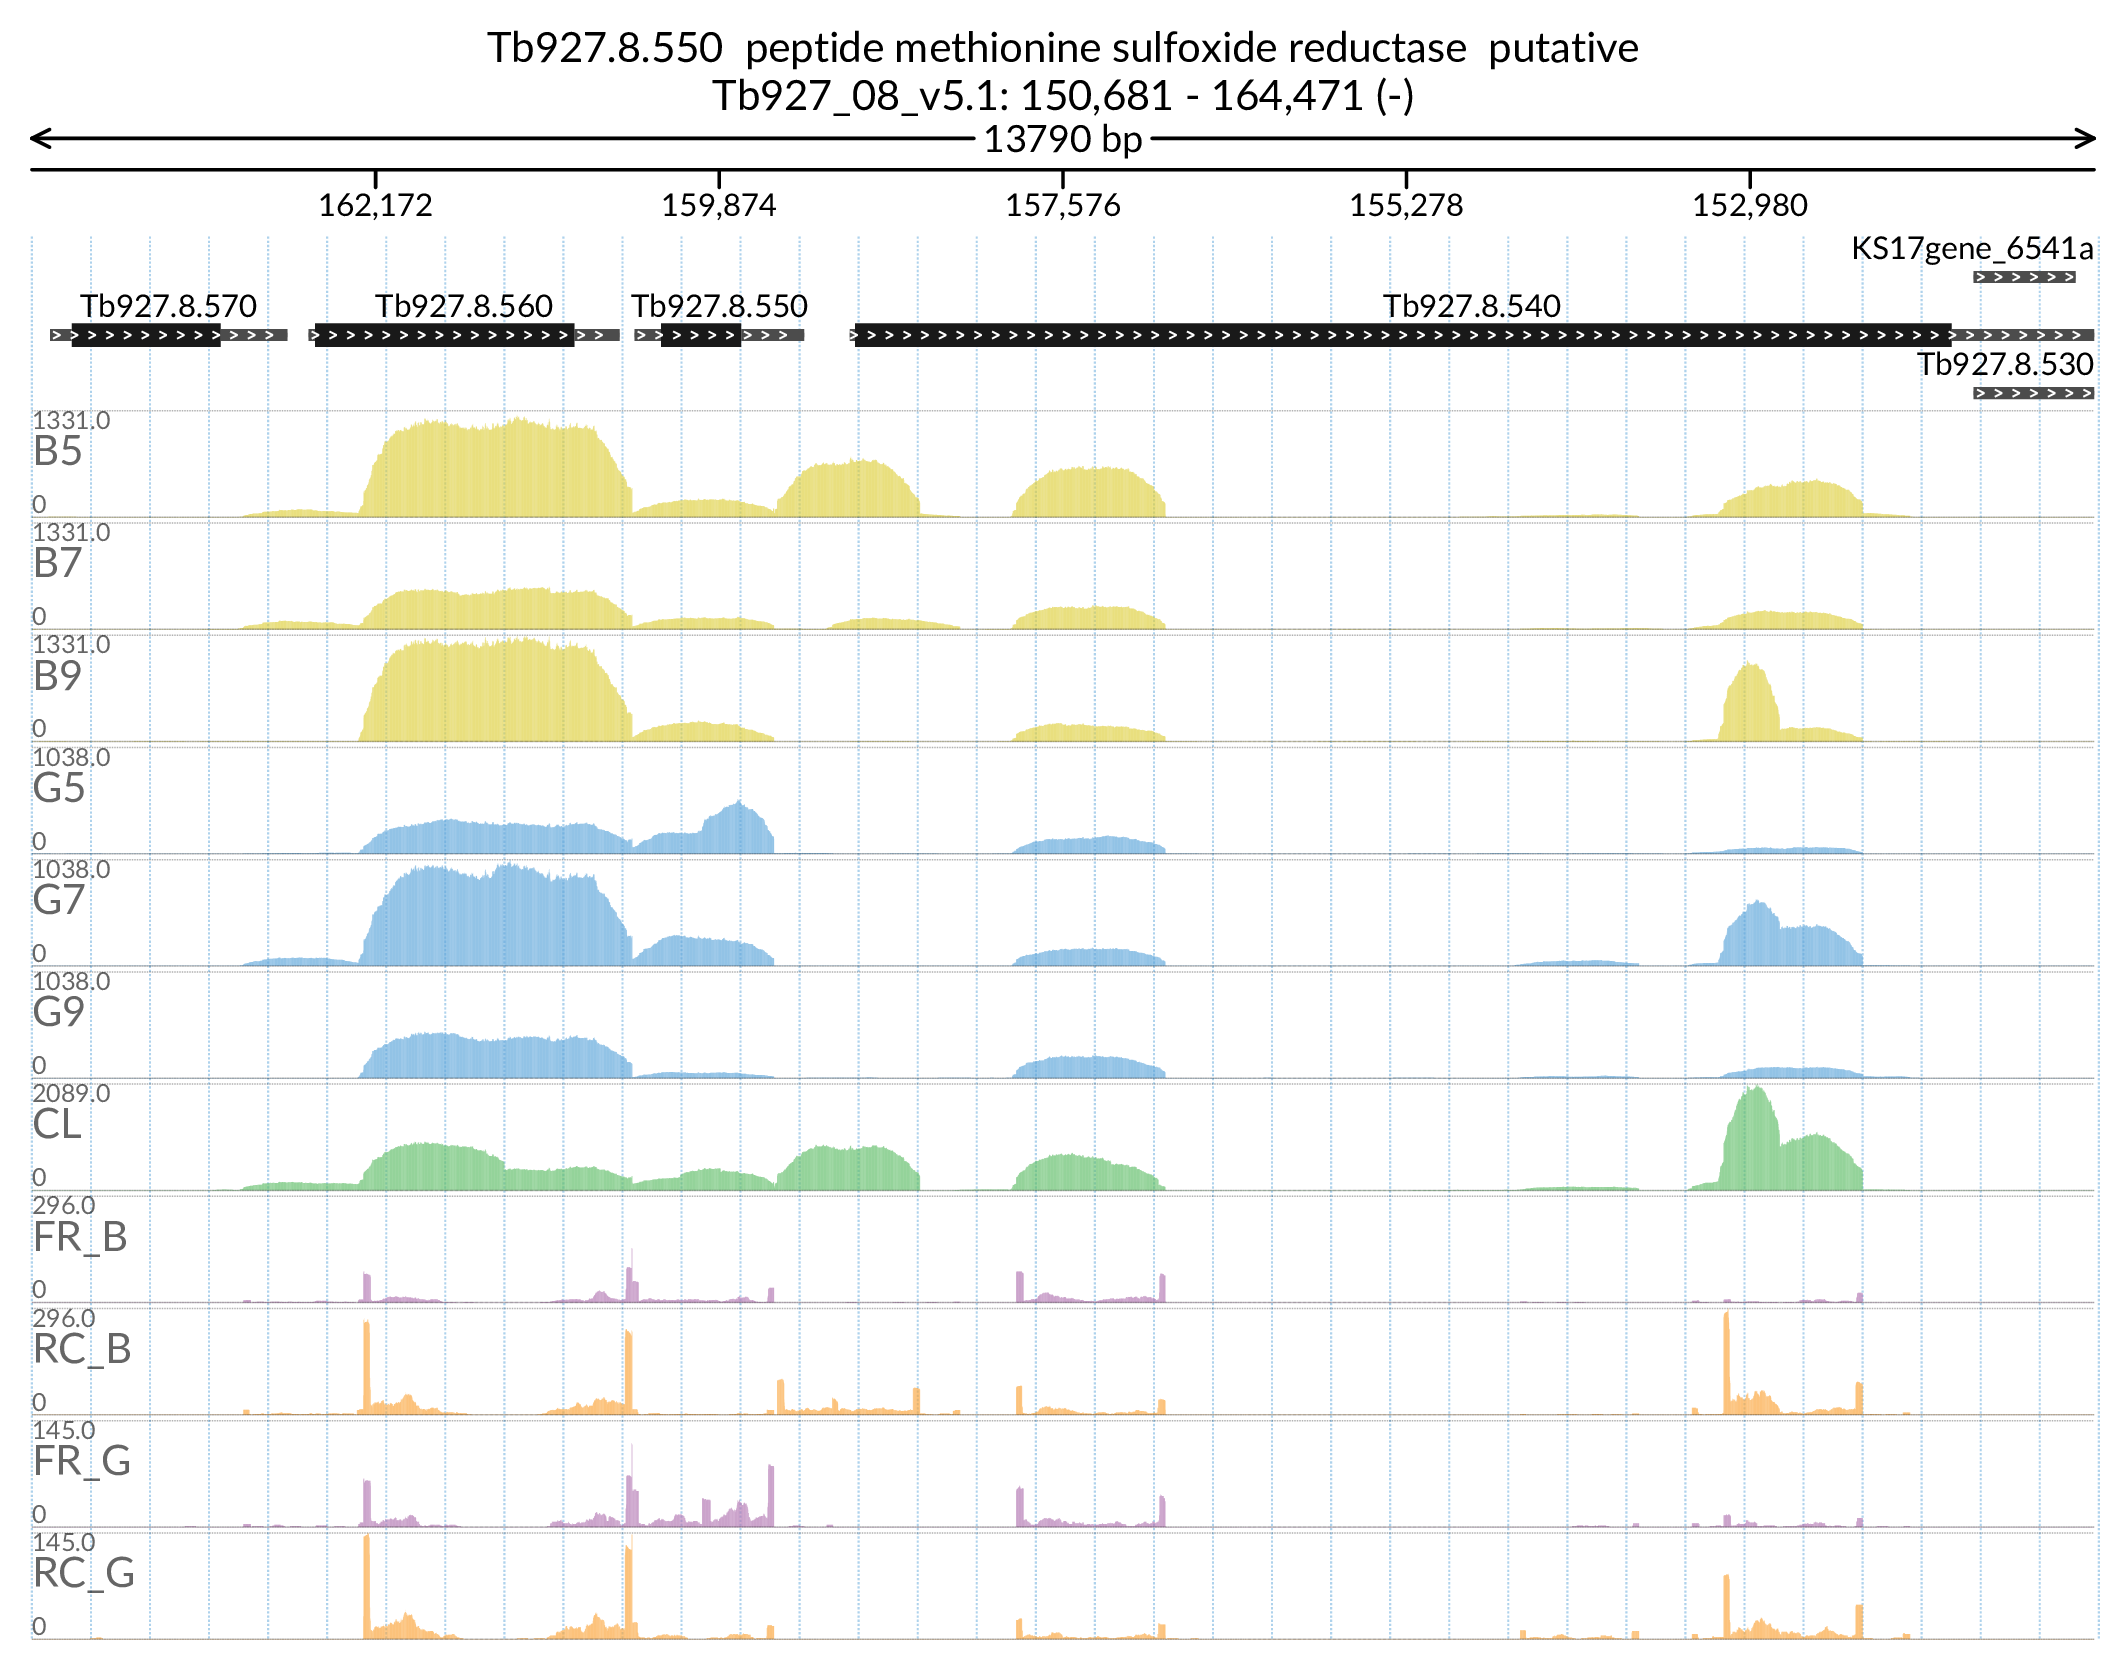 Tb927.8.550  peptide methionine sulfoxide reductase  putative
Tb927_08_v5.1: 150,681 - 164,471 (-)
13790 bp
162,172 159,874 157,576 155,278 152,980
KS17gene_6541a
Tb927.8.570 Tb927.8.560 Tb927.8.550 Tb927.8.540
Tb927.8.530
1331.0
B5
0
1331.0
B7
0
1331.0
B9
0
1038.0
G5
0
1038.0
G7
0
1038.0
G9
0
2089.0
CL
0
296.0
FR_B
0
296.0
RC_B
0
145.0
FR_G
0
145.0
RC_G
0